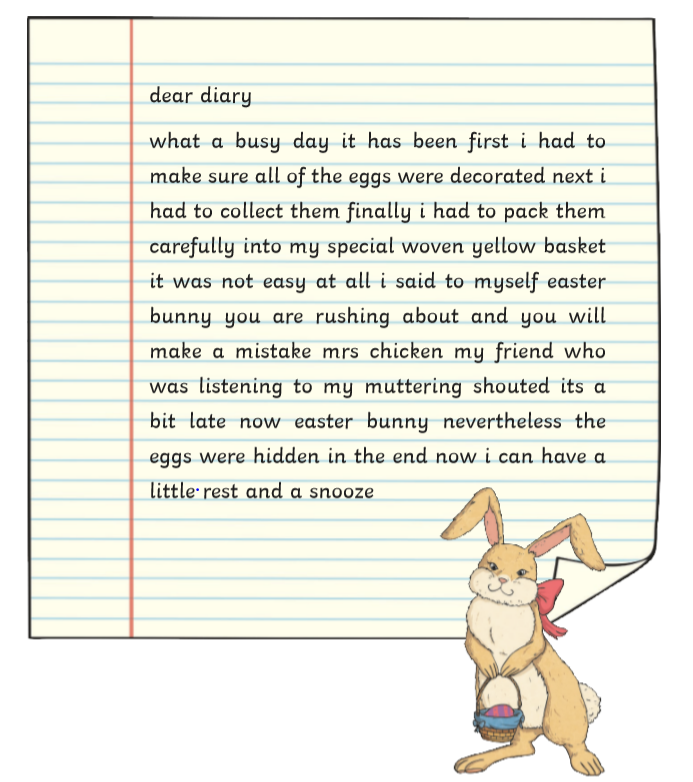 dear diary
what a busy day it has been first i had to
make sure all of the eggs were decorated next i
had to collect them finally i had to pack them
carefully into my special woven yellow basket
it was not easy at all i said to myself easter
bunny you are rushing about and you will
make a mistake mrs chicken my friend who
was listening to my muttering shouted its a
bit late now easter bunny nevertheless the
eggs were hidden in the end now i can have a
little rest and a snooze